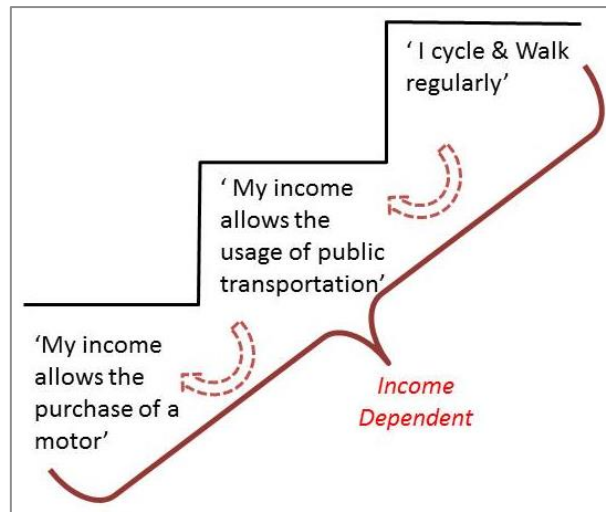 ‘ I cycle & Walk
regularly’
‘ My income
allows the
usage of public
transportation’
‘My income
allows the
purchase of a
motor’
Income
Dependent